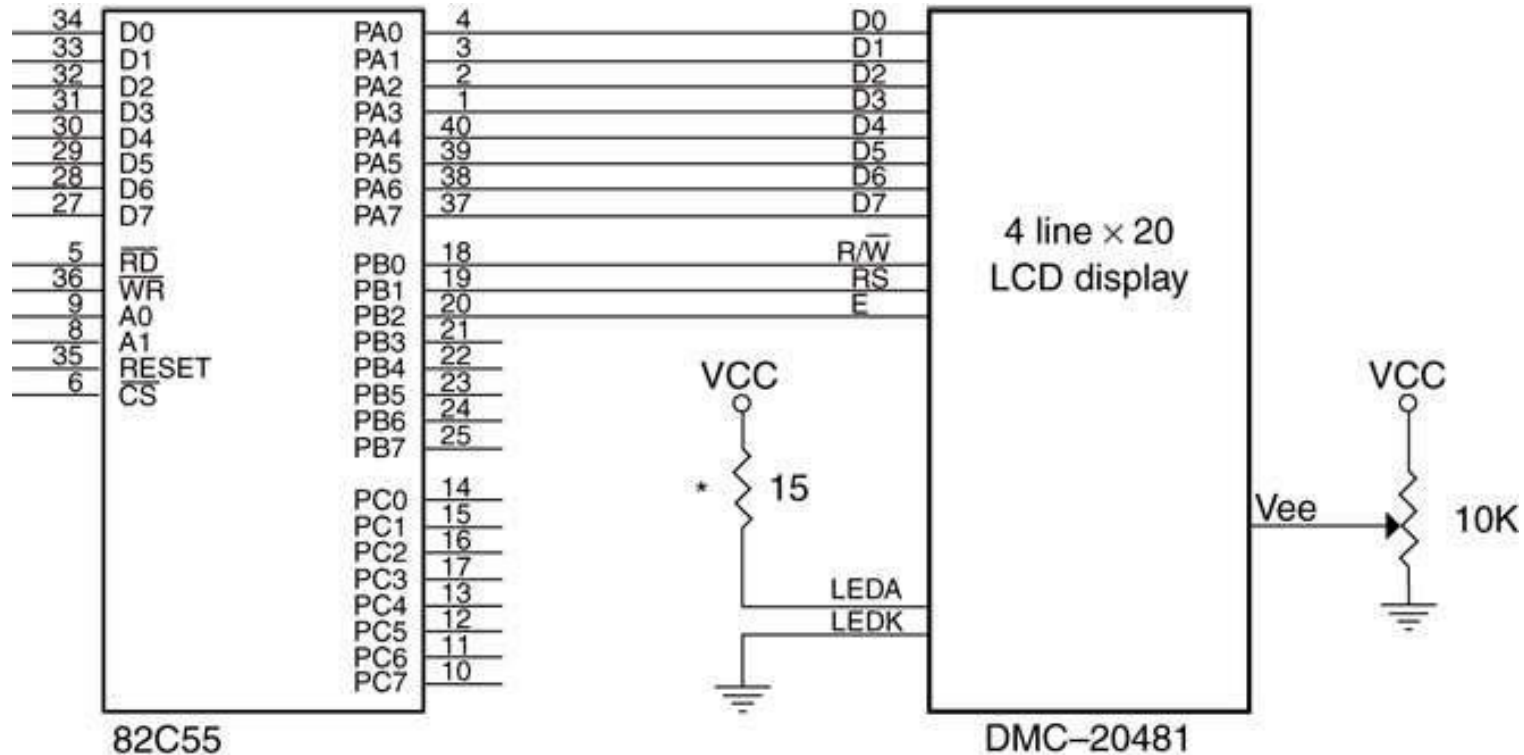 34 D0 PA0 4 D0
33 D1 PA1 3 D1
32 D2 PA2 2 D2
31 D3 PA3 1 D3
30 D4 PA4 40 D4
29 D5 PA5 39 D5
28 D6 PA6 38 D6
27 D7 PA7 37 D7
5 R̅D̅ PB0 18 R/W̅
36 W̅R̅ PB1 19 RS
9 A0 PB2 20 E
8 A1 PB3 21
35 RESET PB4 22
6 C̅S̅ PB5 23
PB6 24
PB7 25
PC0 14
PC1 15
PC2 16
PC3 17
PC4 13
PC5 12
PC6 11
PC7 10
82C55
VCC
* 15
LEDA
LEDK
4 line × 20
LCD display
DMC–20481
VCC
Vee
10K